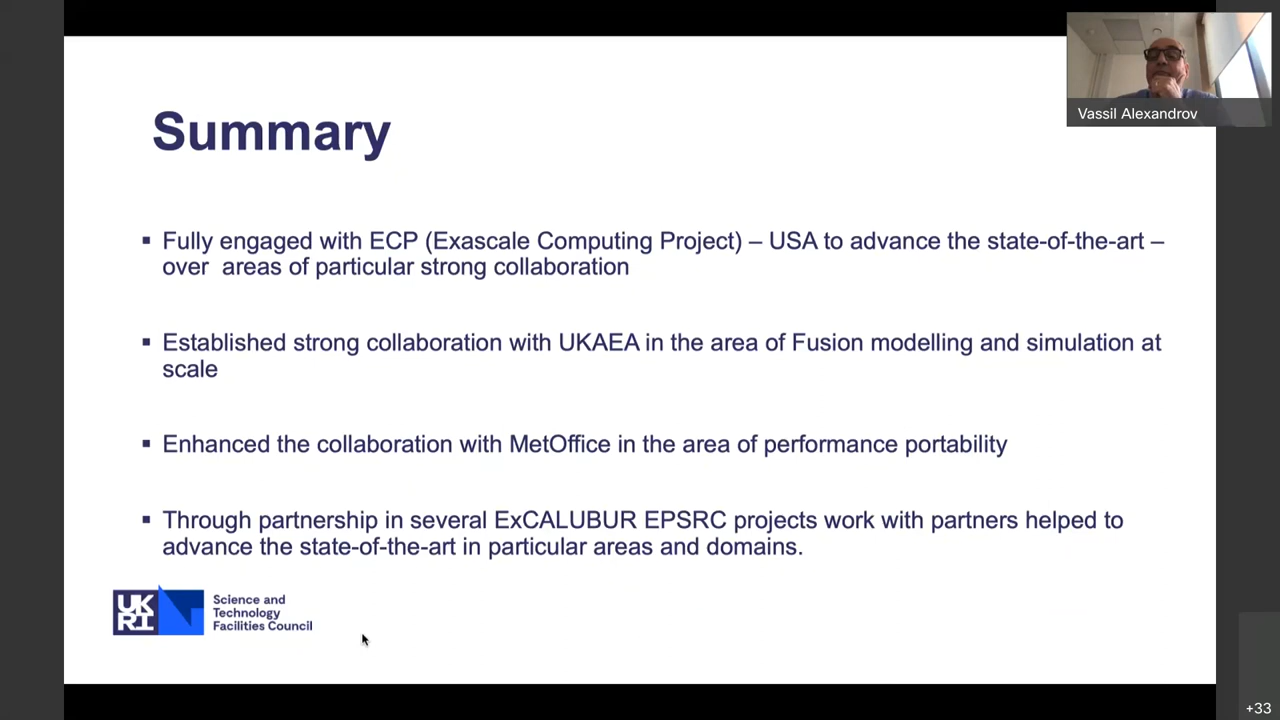 Vassil Alexandrov
Summary
▪ Fully engaged with ECP (Exascale Computing Project) – USA to advance the state-of-the-art –
over areas of particular strong collaboration
▪ Established strong collaboration with UKAEA in the area of Fusion modelling and simulation at
scale
▪ Enhanced the collaboration with MetOffice in the area of performance portability
▪ Through partnership in several ExCALUBUR EPSRC projects work with partners helped to
advance the state-of-the-art in particular areas and domains.
UK
RI
Science and
Technology
Facilities Council
+33